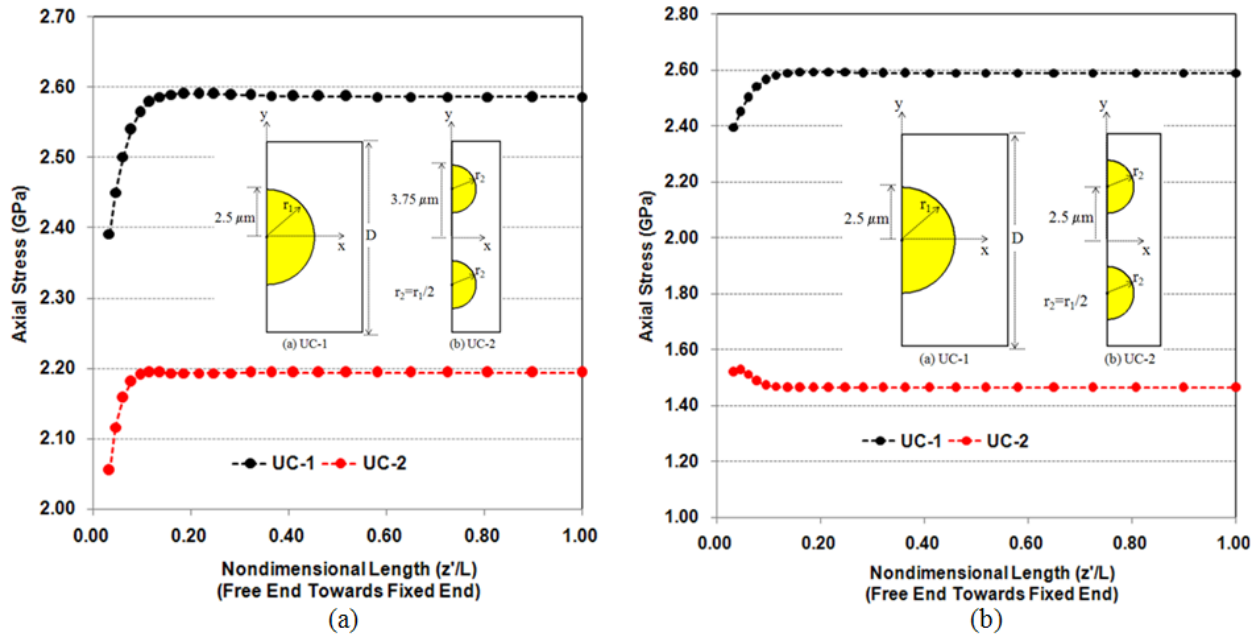 2.70
2.60
2.50
2.40
2.30
2.20
2.10
2.00
Axial Stress (GPa)
0.00 0.20 0.40 0.60 0.80 1.00
Nondimensional Length (z'/L)
(Free End Towards Fixed End)
y
2.5 μm
r1
x
D
(a) UC-1
y
3.75 μm
r2
x
r2
r2=r1/2
(b) UC-2
UC-1 UC-2
(a)
2.80
2.60
2.40
2.20
2.00
1.80
1.60
1.40
1.20
1.00
Axial Stress (GPa)
0.00 0.20 0.40 0.60 0.80 1.00
Nondimensional Length (z'/L)
(Free End Towards Fixed End)
y
2.5 μm
r1
x
D
(a) UC-1
y
2.5 μm
r2
x
r2
r2=r1/2
(b) UC-2
UC-1 UC-2
(b)